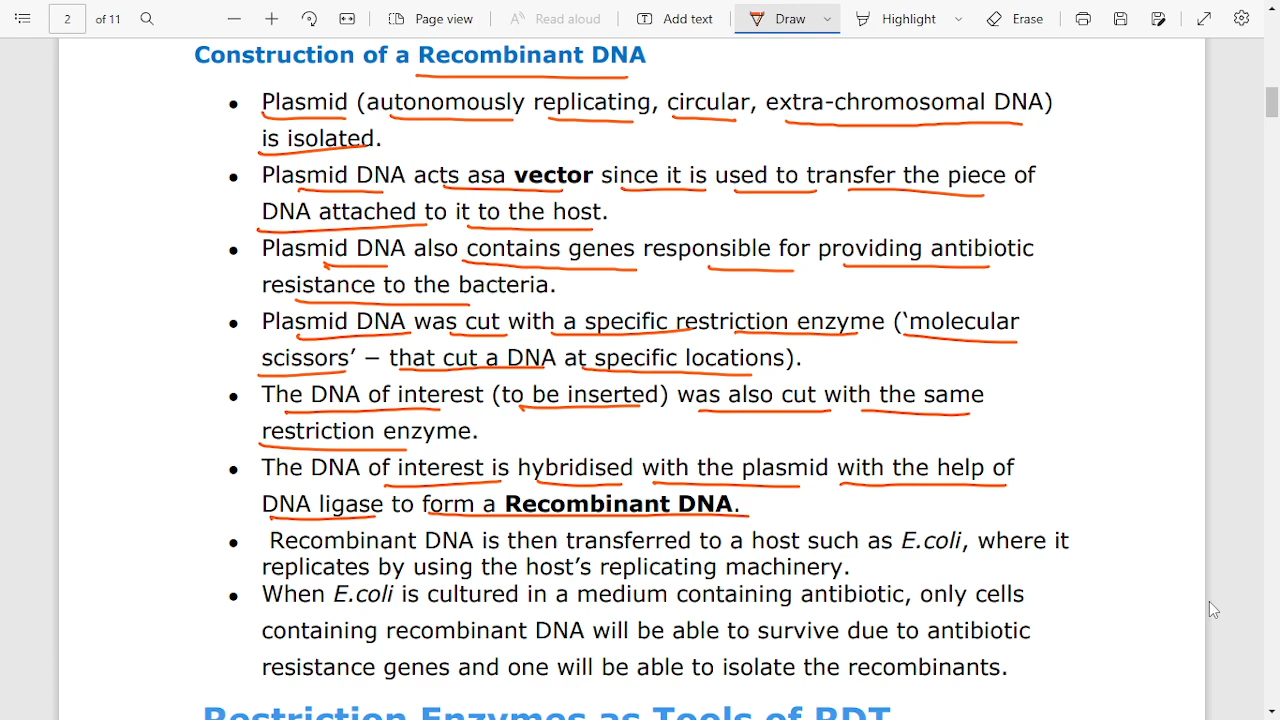 2 of 11 Page view Read aloud Add text Draw Highlight Erase
Construction of a Recombinant DNA
• Plasmid (autonomously replicating, circular, extra-chromosomal DNA)
is isolated.
• Plasmid DNA acts asa vector since it is used to transfer the piece of
DNA attached to it to the host.
• Plasmid DNA also contains genes responsible for providing antibiotic
resistance to the bacteria.
• Plasmid DNA was cut with a specific restriction enzyme (‘molecular
scissors’ – that cut a DNA at specific locations).
• The DNA of interest (to be inserted) was also cut with the same
restriction enzyme.
• The DNA of interest is hybridised with the plasmid with the help of
DNA ligase to form a Recombinant DNA.
• Recombinant DNA is then transferred to a host such as E.coli, where it
replicates by using the host’s replicating machinery.
• When E.coli is cultured in a medium containing antibiotic, only cells
containing recombinant DNA will be able to survive due to antibiotic
resistance genes and one will be able to isolate the recombinants.
Restriction Enzymes as Tools of RDT